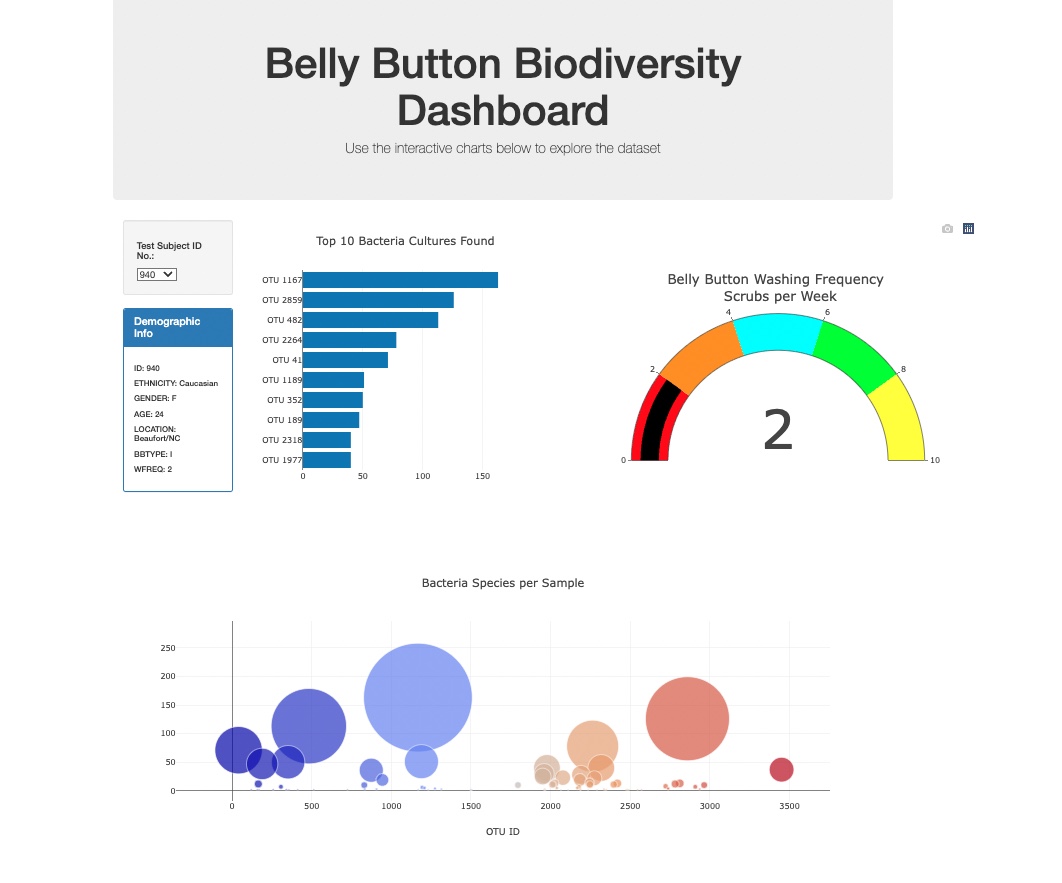 Belly Button Biodiversity
Dashboard
Use the interactive charts below to explore the dataset
Test Subject ID
No.:
940
Demographic
Info
ID: 940
ETHNICITY: Caucasian
GENDER: F
AGE: 24
LOCATION:
Beaufort/NC
BBTYPE: I
WFREQ: 2
Top 10 Bacteria Cultures Found
OTU 1167
OTU 2859
OTU 482
OTU 2264
OTU 41
OTU 1189
OTU 352
OTU 189
OTU 2318
OTU 1977
0 50 100 150
Belly Button Washing Frequency
Scrubs per Week
0 2 4 6 8 10
2
Bacteria Species per Sample
250
200
150
100
50
0
0 500 1000 1500 2000 2500 3000 3500
OTU ID